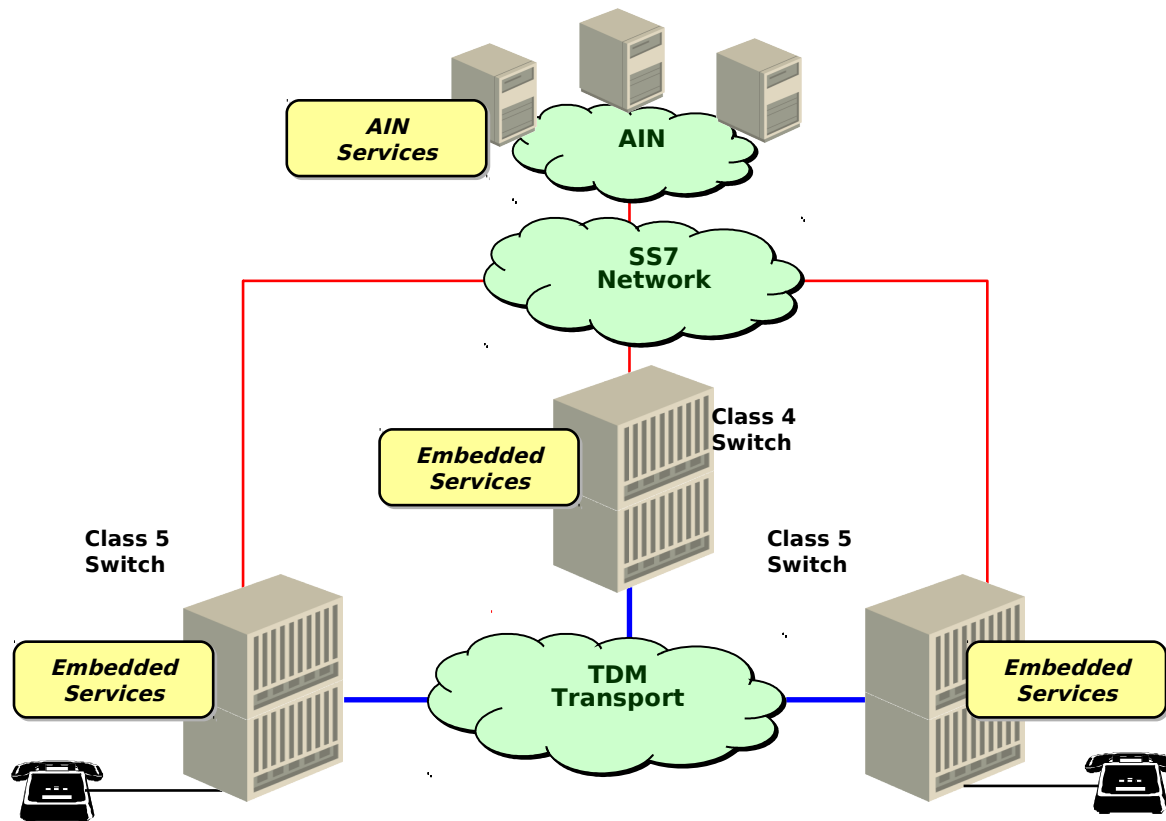 AIN
Services
AIN
SS7
Network
Class 4
Switch
Embedded
Services
Class 5
Switch
Class 5
Switch
Embedded
Services
TDM
Transport
Embedded
Services